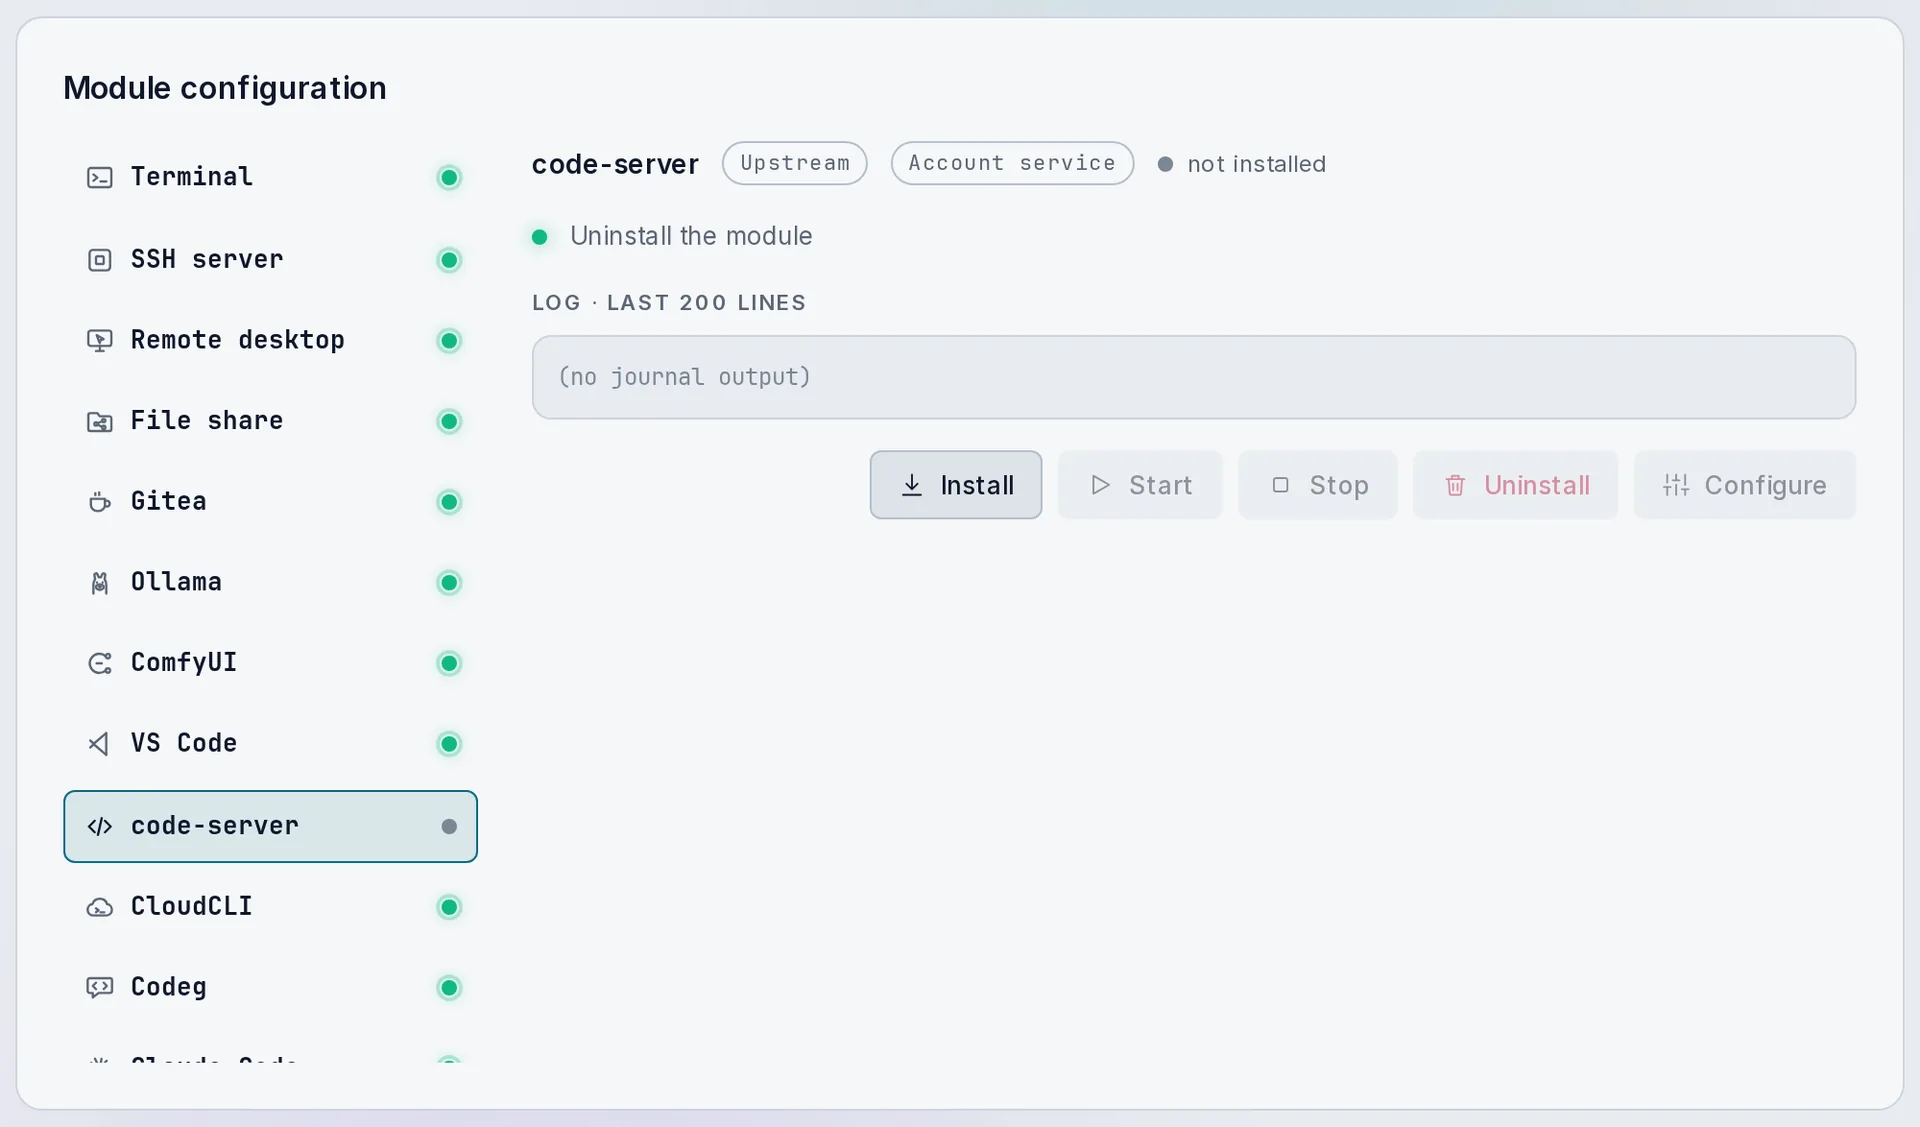 Module configuration
Terminal
SSH server
Remote desktop
File share
Gitea
Ollama
ComfyUI
VS Code
code-server
CloudCLI
Codeg
code-server Upstream Account service not installed
Uninstall the module
LOG · LAST 200 LINES
(no journal output)
Install Start Stop Uninstall Configure